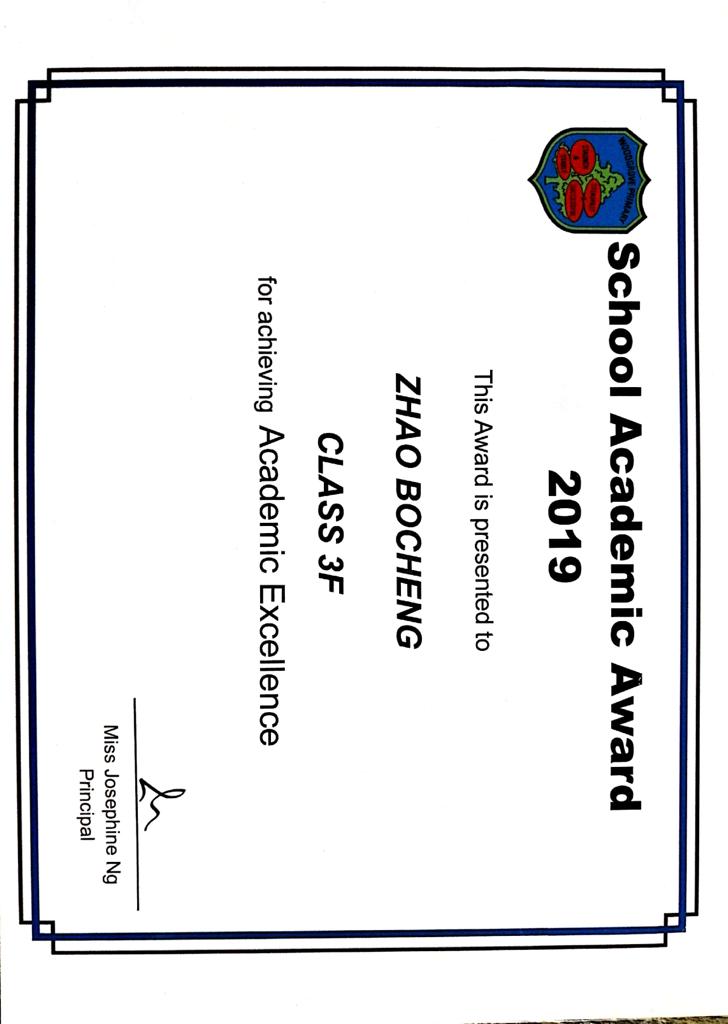 WOODGROVE PRIMARY
School Academic Award
2019
This Award is presented to
ZHAO BOCHENG
CLASS 3F
for achieving Academic Excellence
Miss Josephine Ng
Principal